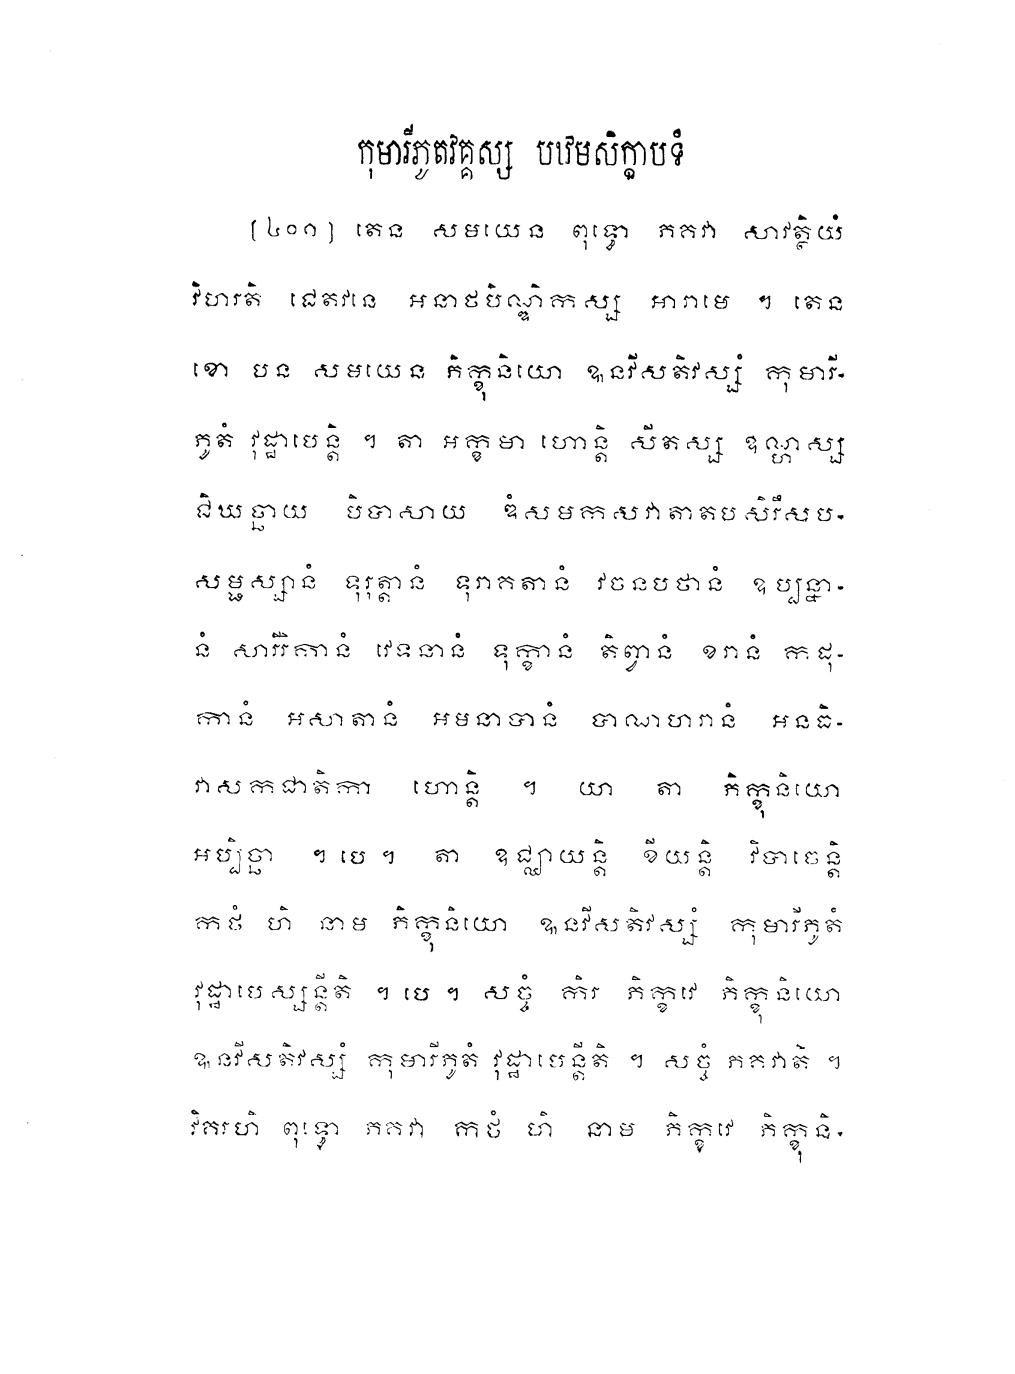 កុមារីភូតវគ្គស្ស បឋមសិក្ខាបទំ
[៤០១] តេន សមយេន ពុទ្ធោ ភគវា សាវត្ថិយំ
វិហរតិ ជេតវនេ អនាថបិណ្ឌិកស្ស អារាមេ ។ តេន
ខោ បន សមយេន ភិក្ខុនិយោ ឩនវីសតិវស្សំ កុមារី-
ភូតំ វុដ្ឋាបេន្តិ ។ តា អក្ខមា ហោន្តិ សីតស្ស ឧណ្ហស្ស
ជិឃច្ឆាយ បិបាសាយ ឌំសមកសវាតាតបសិរឹសប-
សម្ផស្សានំ ទុរុត្តានំ ទុរាគតានំ វចនបថានំ ឧប្បន្នា-
នំ សារីរិកានំ វេទនានំ ទុក្ខានំ តិព្វានំ ខរានំ កដុ-
កានំ អសាតានំ អមនាបានំ បាណហរានំ អនធិ-
វាសកជាតិកា ហោន្តិ ។ យា តា ភិក្ខុនិយោ
អប្បិច្ឆា ។ បេ ។ តា ឧជ្ឈាយន្តិ ខីយន្តិ វិបាចេន្តិ
កថំ ហិ នាម ភិក្ខុនិយោ ឩនវីសតិវស្សំ កុមារីភូតំ
វុដ្ឋាបេស្សន្តីតិ ។ បេ ។ សច្ចំ កិរ ភិក្ខវេ ភិក្ខុនិយោ
ឩនវីសតិវស្សំ កុមារីភូតំ វុដ្ឋាបេន្តីតិ ។ សច្ចំ ភគវាតិ ។
វិគរហិ ពុទ្ធោ ភគវា កថំ ហិ នាម ភិក្ខវេ ភិក្ខុនិ-